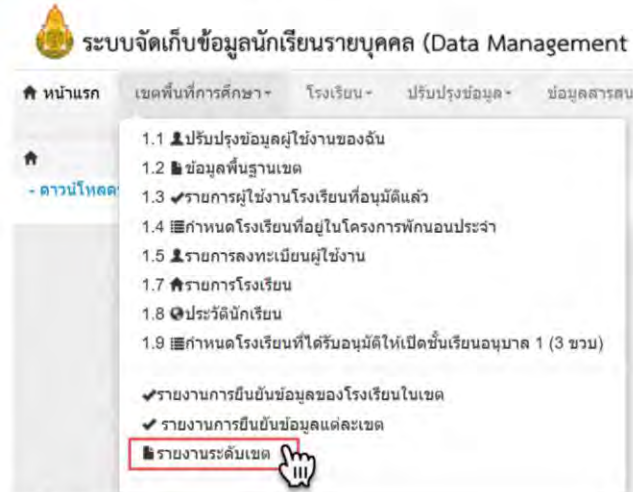 ระบบจัดเก็บข้อมูลนักเรียนรายบุคคล (Data Management
หน้าแรก เขตพื้นที่การศึกษา โรงเรียน ปรับปรุงข้อมูล ข้อมูลสารสน
1.1 ปรับปรุงข้อมูลผู้ใช้งานของฉัน
1.2 ข้อมูลพื้นฐานเขต
- ดาวน์โหลด
1.3 รายการผู้ใช้งานโรงเรียนที่อนุมัติแล้ว
1.4 กำหนดโรงเรียนที่อยู่ในโครงการพักนอนประจำ
1.5 รายการลงทะเบียนผู้ใช้งาน
1.7 รายการโรงเรียน
1.8 ประวัตินักเรียน
1.9 กำหนดโรงเรียนที่ได้รับอนุมัติให้เปิดชั้นเรียนอนุบาล 1 (3 ขวบ)
รายงานการยืนยันข้อมูลของโรงเรียนในเขต
รายงานการยืนยันข้อมูลแต่ละเขต
รายงานระดับเขต